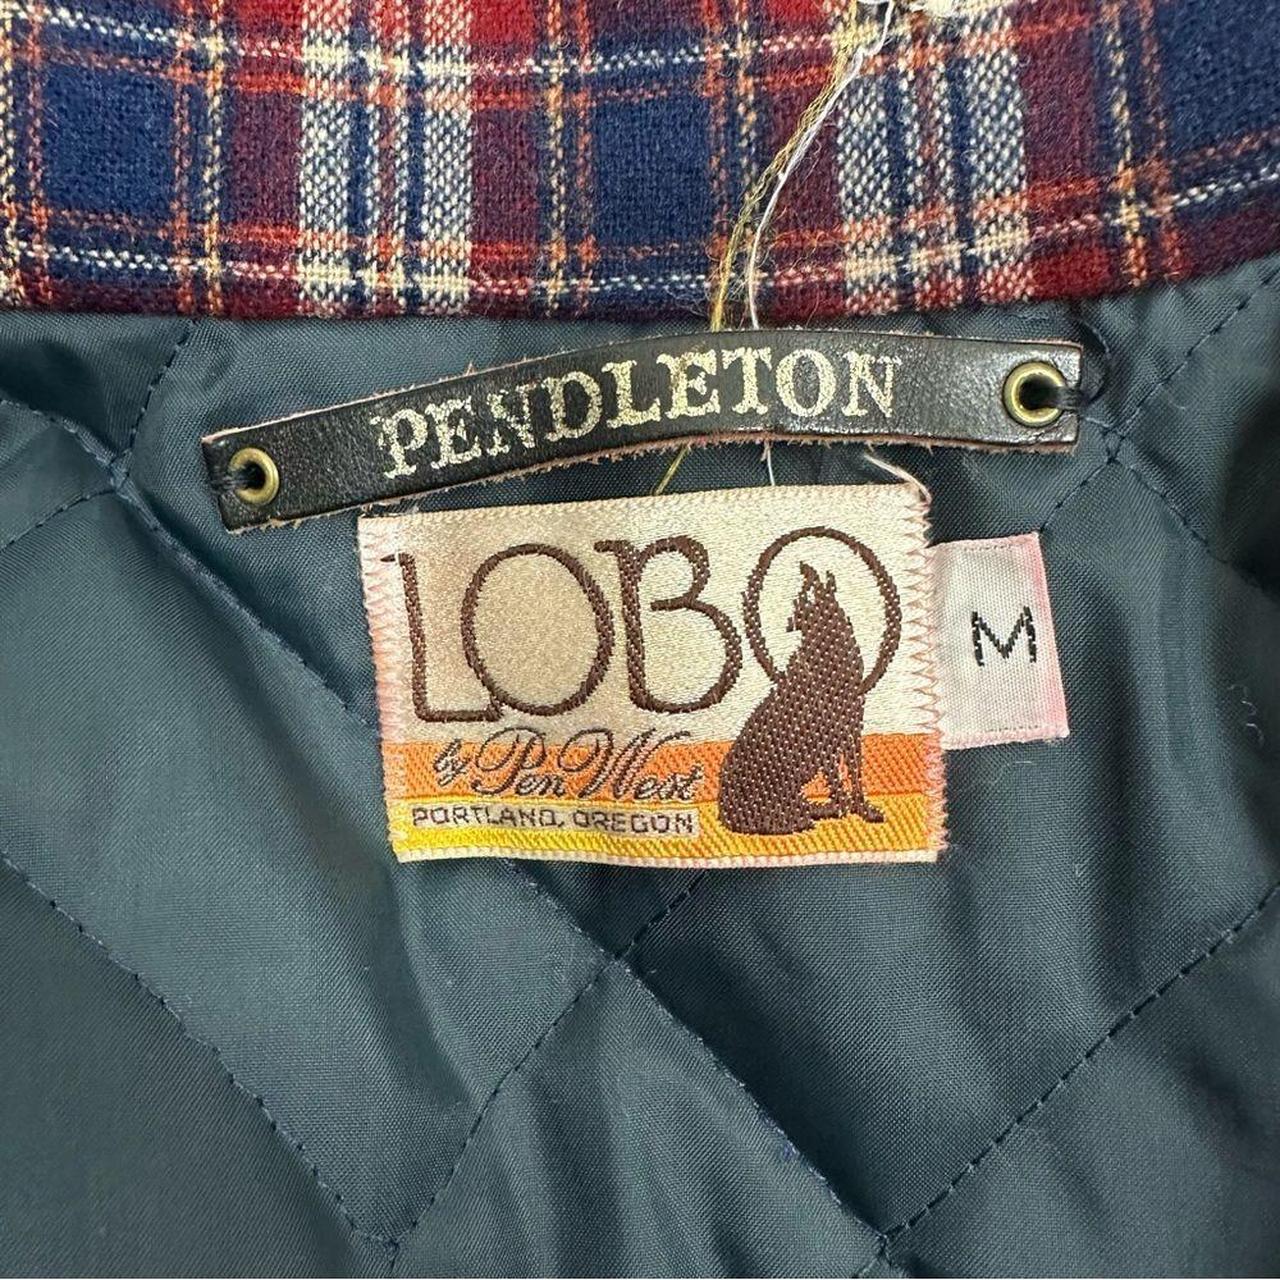 PENDLETON
LOBO
by Pen West
PORTLAND, OREGON
M